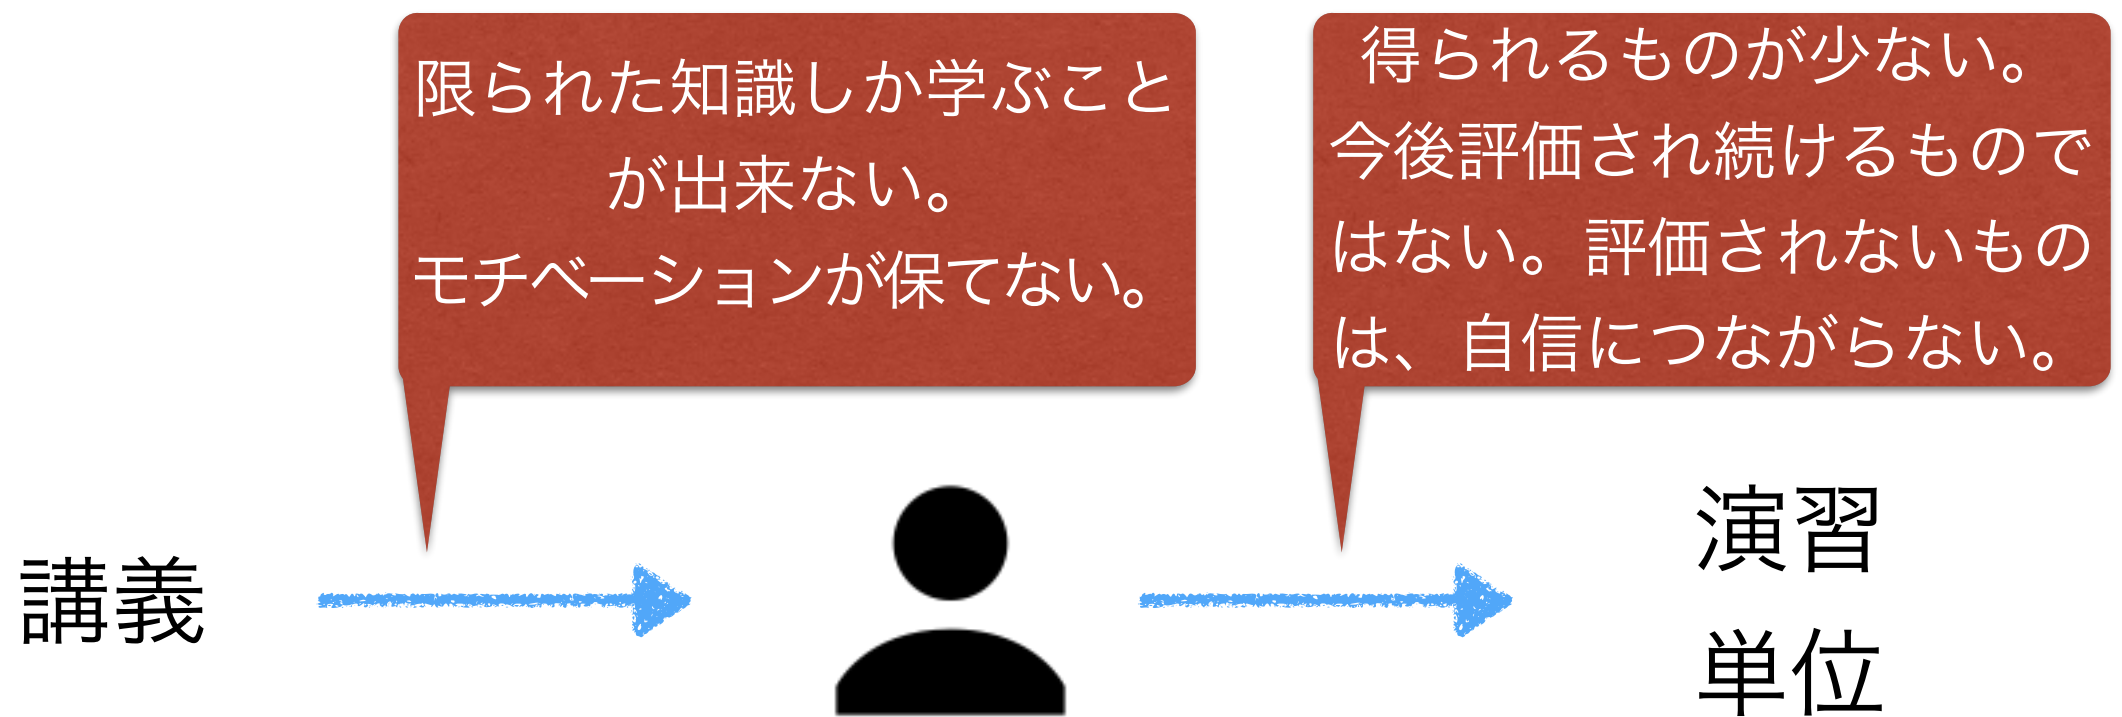 限られた知識しか学ぶこと
が出来ない。
モチベーションが保てない。
得られるものが少ない。
今後評価され続けるもので
はない。評価されないもの
は、自信につながらない。
講義
演習
単位